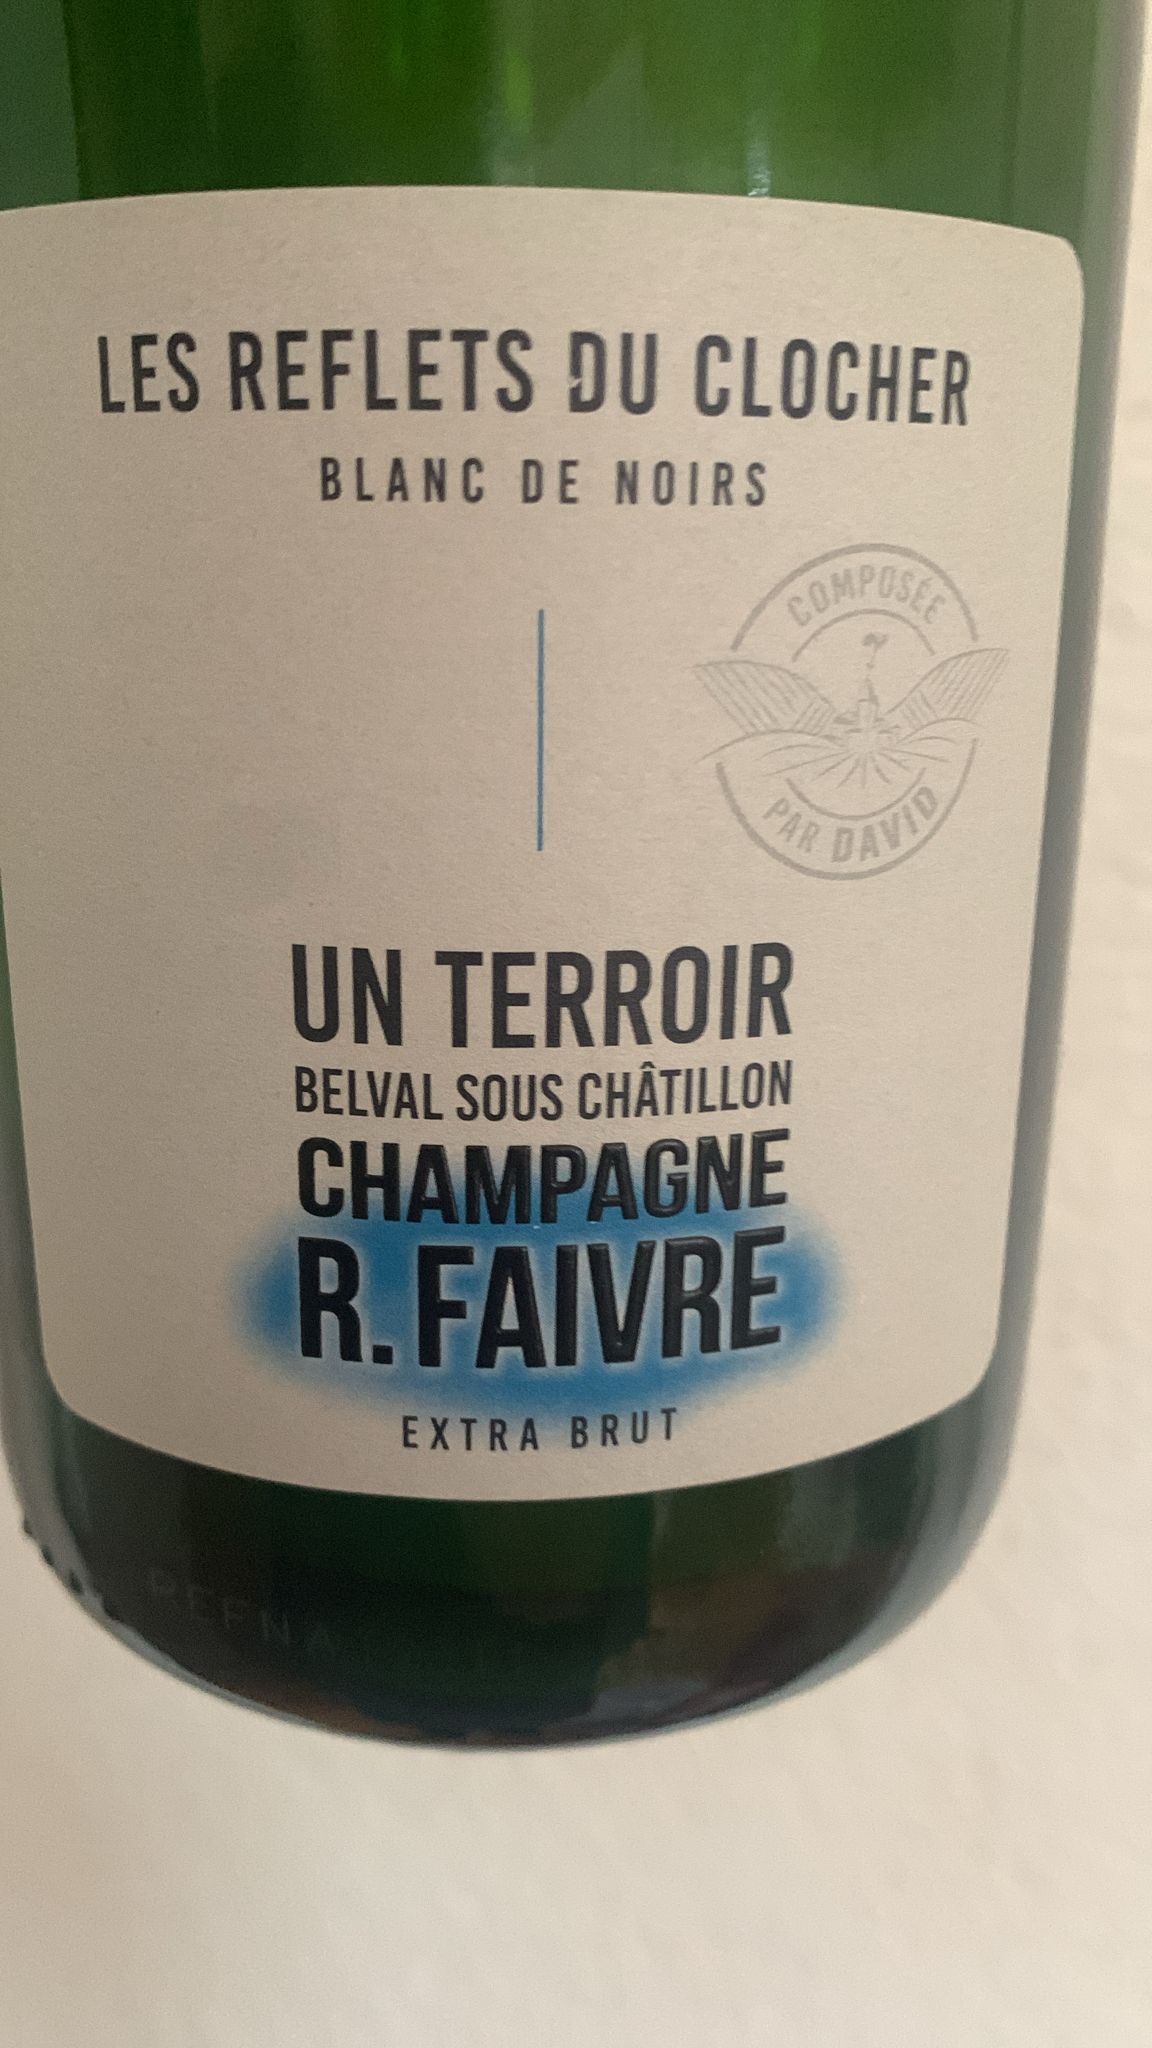 LES REFLETS DU CLOCHER
BLANC DE NOIRS
COMPOSÉE
PAR DAVID
UN TERROIR
BELVAL SOUS CHÂTILLON
CHAMPAGNE
R. FAIVRE
EXTRA BRUT